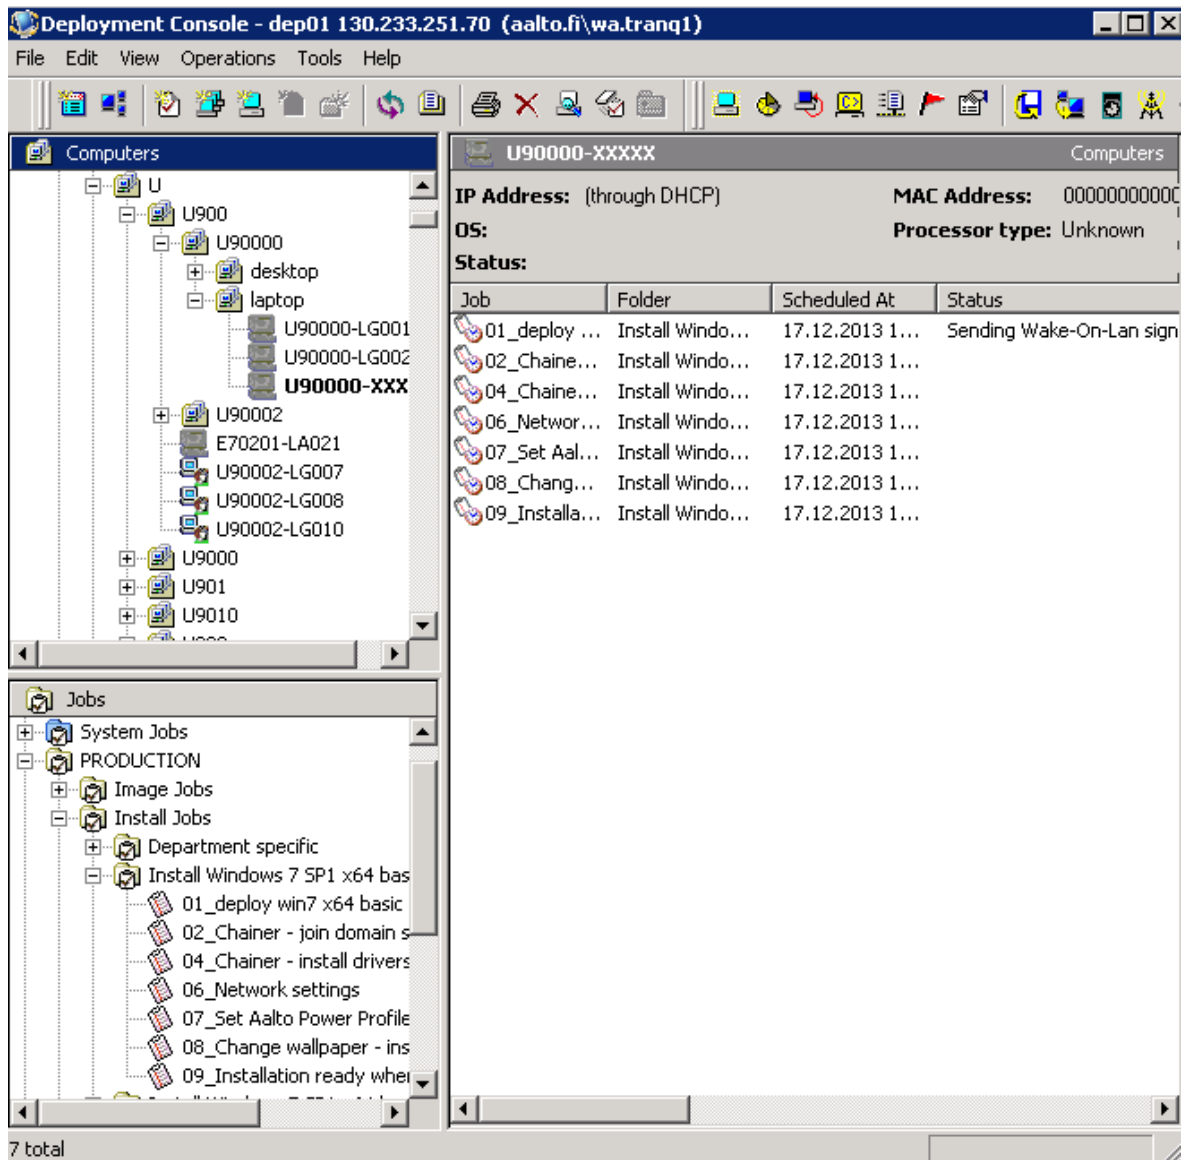 Deployment Console - dep01 130.233.251.70 (aalto.fi\wa.tranq1)
File Edit View Operations Tools Help
Computers
U
U900
U90000
desktop
laptop
U90000-LG001
U90000-LG002
U90000-XXX
U90002
E70201-LA021
U90002-LG007
U90002-LG008
U90002-LG010
U9000
U901
U9010
Jobs
System Jobs
PRODUCTION
Image Jobs
Install Jobs
Department specific
Install Windows 7 SP1 x64 bas
01_deploy win7 x64 basic
02_Chainer - join domain s
04_Chainer - install drivers
06_Network settings
07_Set Aalto Power Profile
08_Change wallpaper - ins
09_Installation ready when
U90000-XXXXX Computers
IP Address: (through DHCP) MAC Address: 00000000000
OS: Processor type: Unknown
Status:
Job Folder Scheduled At Status
01_deploy ... Install Windo... 17.12.2013 1... Sending Wake-On-Lan sign
02_Chaine... Install Windo... 17.12.2013 1...
04_Chaine... Install Windo... 17.12.2013 1...
06_Networ... Install Windo... 17.12.2013 1...
07_Set Aal... Install Windo... 17.12.2013 1...
08_Chang... Install Windo... 17.12.2013 1...
09_Installa... Install Windo... 17.12.2013 1...
7 total